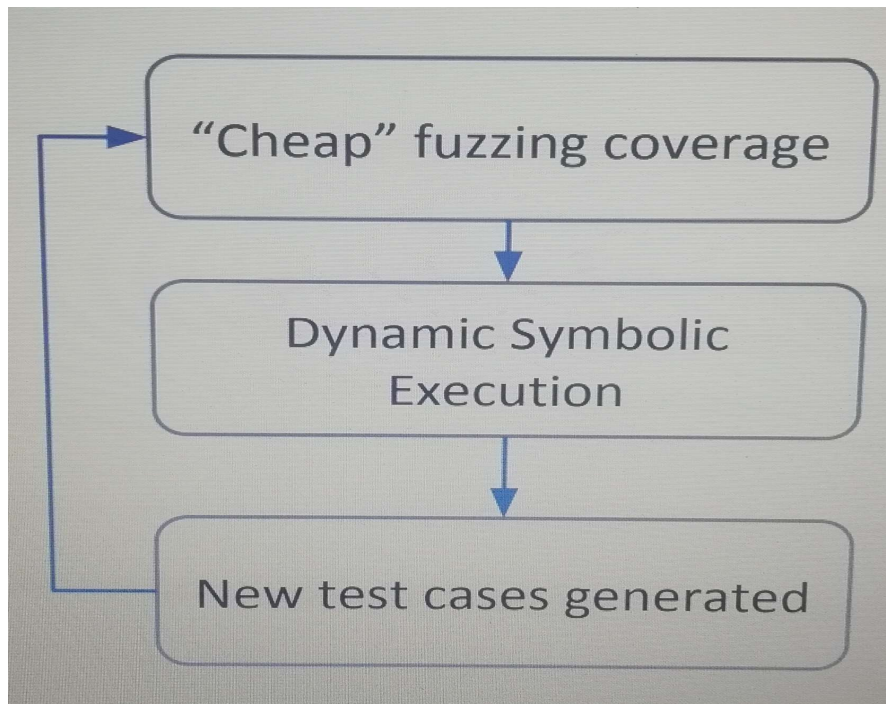 “Cheap” fuzzing coverage
Dynamic Symbolic
Execution
New test cases generated